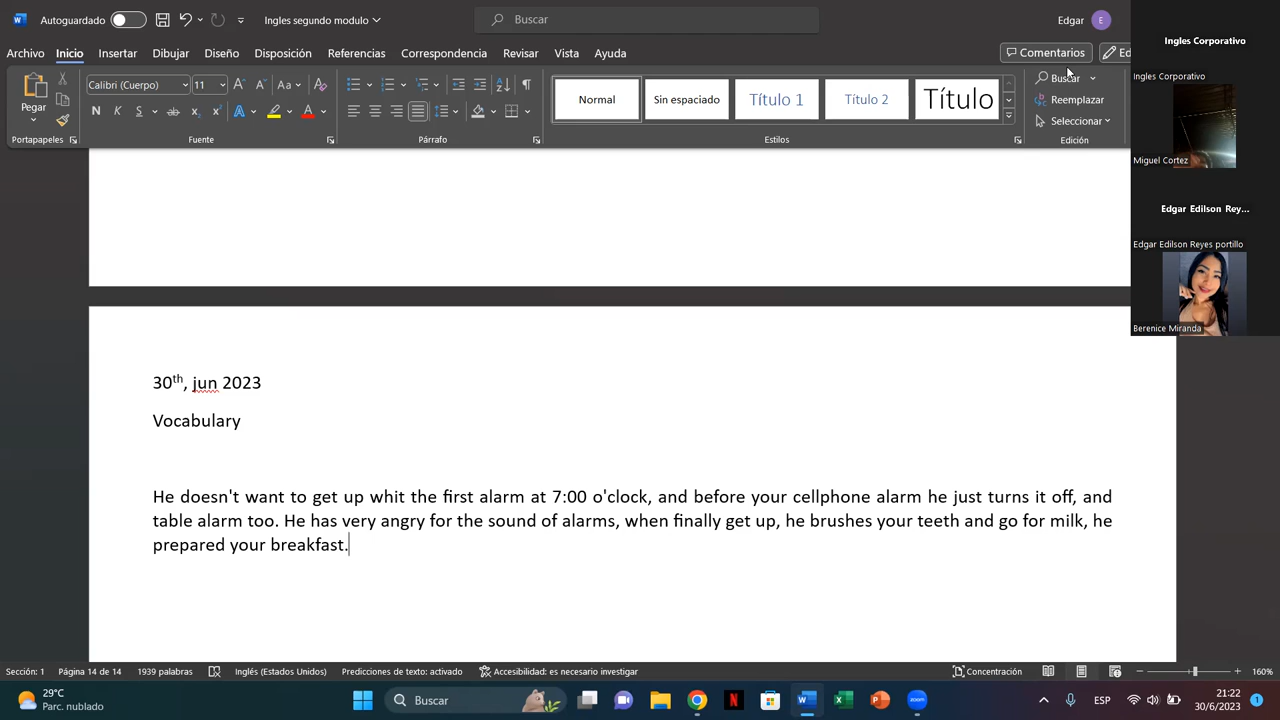 Autoguardado
Ingles segundo modulo
Buscar
Edgar
E
Archivo
Inicio
Insertar
Dibujar
Diseño
Disposición
Referencias
Correspondencia
Revisar
Vista
Ayuda
Comentarios
Ed
Pegar
Portapapeles
Calibri (Cuerpo)
11
A
A
Aa
N K S ab x₂ x² A A
Fuente
Párrafo
Normal
Sin espaciado
Título 1
Título 2
Título
Estilos
Buscar
Reemplazar
Seleccionar
Edición
Ingles Corporativo
Ingles Corporativo
Miguel Cortez
Edgar Edilson Rey...
Edgar Edilson Reyes portillo
Berenice Miranda
30th, jun 2023
Vocabulary
He doesn't want to get up whit the first alarm at 7:00 o'clock, and before your cellphone alarm he just turns it off, and
table alarm too. He has very angry for the sound of alarms, when finally get up, he brushes your teeth and go for milk, he
prepared your breakfast.
Sección: 1
Página 14 de 14
1939 palabras
Inglés (Estados Unidos)
Predicciones de texto: activado
Accesibilidad: es necesario investigar
Concentración
160%
29°C
Parc. nublado
Buscar
zoom
ESP
21:22
30/6/2023
1